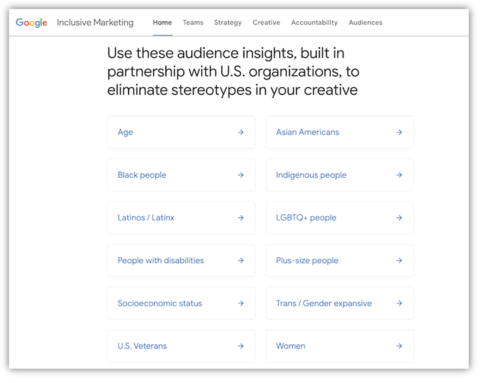 Google Inclusive Marketing Home Teams Strategy Creative Accountability Audiences
Use these audience insights, built in
partnership with U.S. organizations, to
eliminate stereotypes in your creative
Age → Asian Americans →
Black people → Indigenous people →
Latinos / Latinx → LGBTQ+ people →
People with disabilities → Plus-size people →
Socioeconomic status → Trans / Gender expansive →
U.S. Veterans → Women →